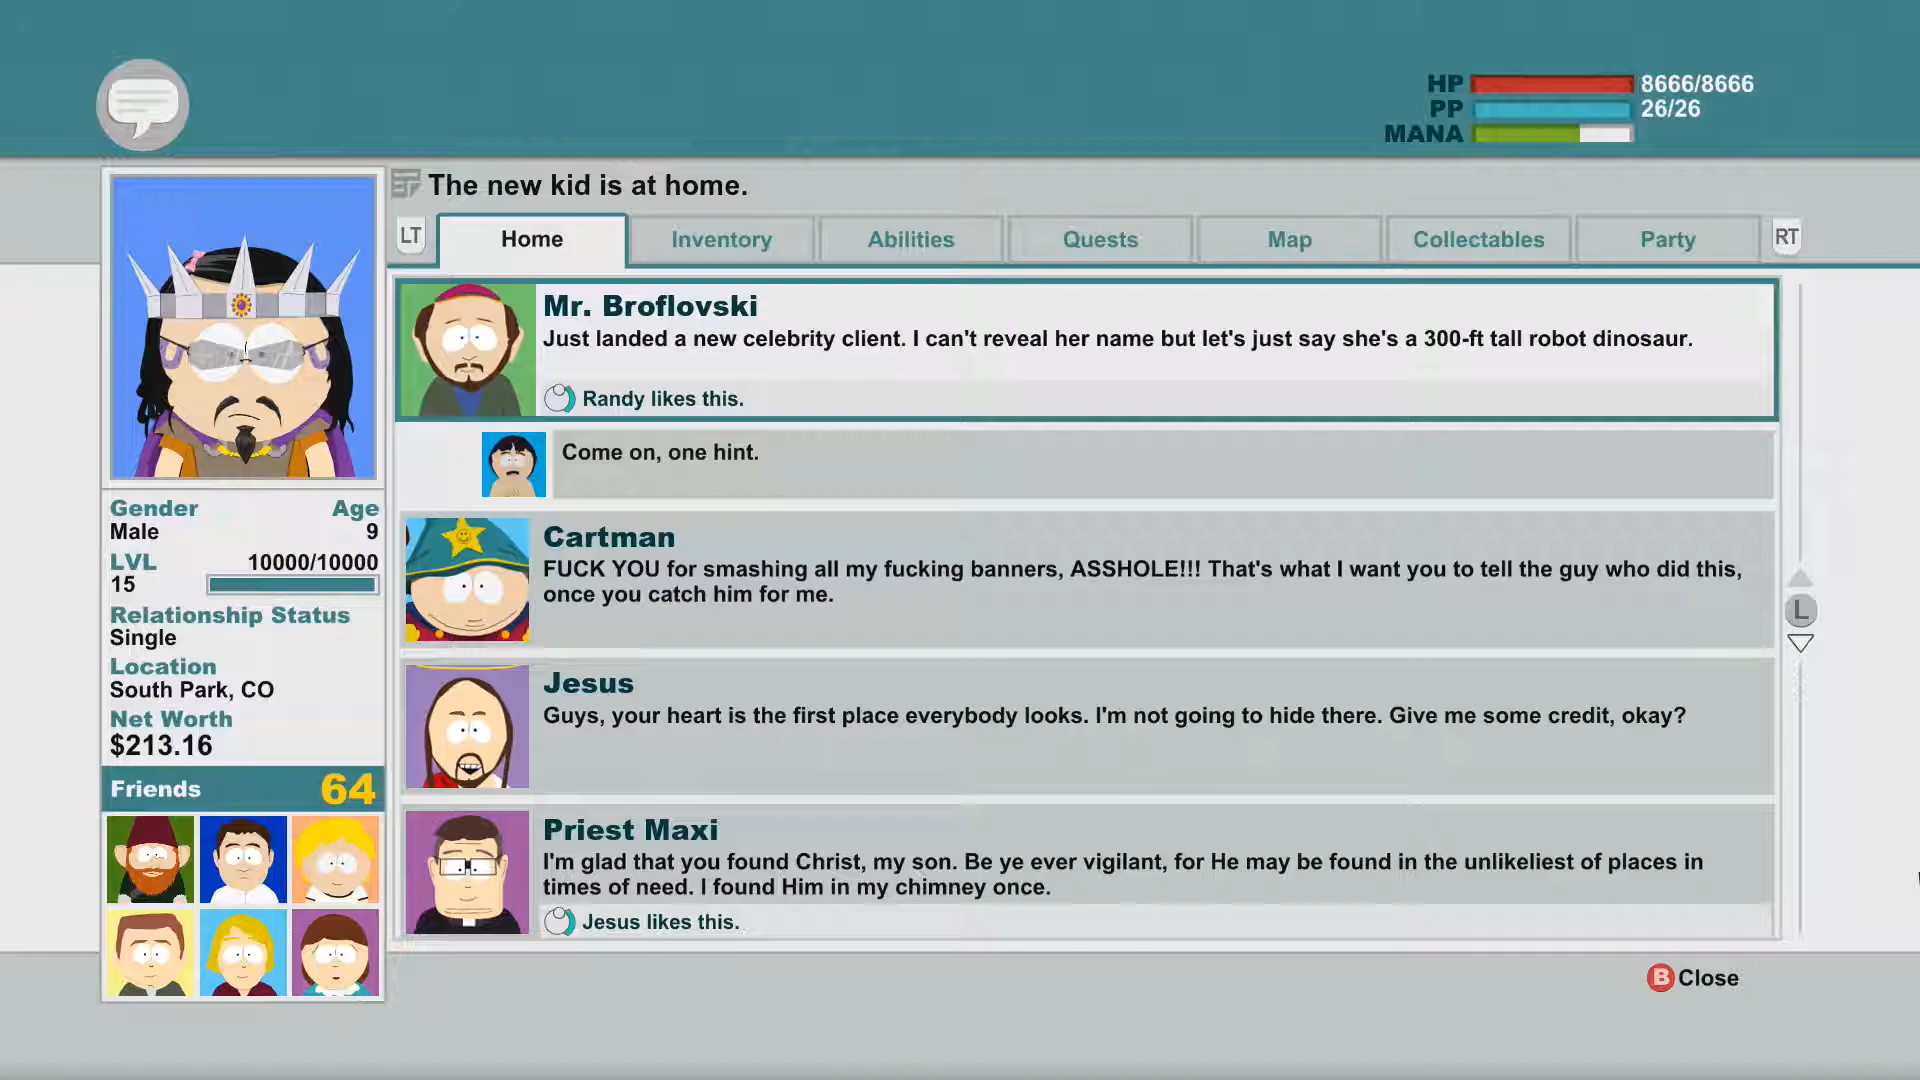 HP 8666/8666
PP 26/26
MANA
The new kid is at home.
LT Home Inventory Abilities Quests Map Collectables Party RT
Mr. Broflovski
Just landed a new celebrity client. I can't reveal her name but let's just say she's a 300-ft tall robot dinosaur.
Randy likes this.
Come on, one hint.
Cartman
FUCK YOU for smashing all my fucking banners, ASSHOLE!!! That's what I want you to tell the guy who did this,
once you catch him for me.
Jesus
Guys, your heart is the first place everybody looks. I'm not going to hide there. Give me some credit, okay?
Priest Maxi
I'm glad that you found Christ, my son. Be ye ever vigilant, for He may be found in the unlikeliest of places in
times of need. I found Him in my chimney once.
Jesus likes this.
Gender Age
Male 9
LVL 10000/10000
15
Relationship Status
Single
Location
South Park, CO
Net Worth
$213.16
Friends 64
L
B Close